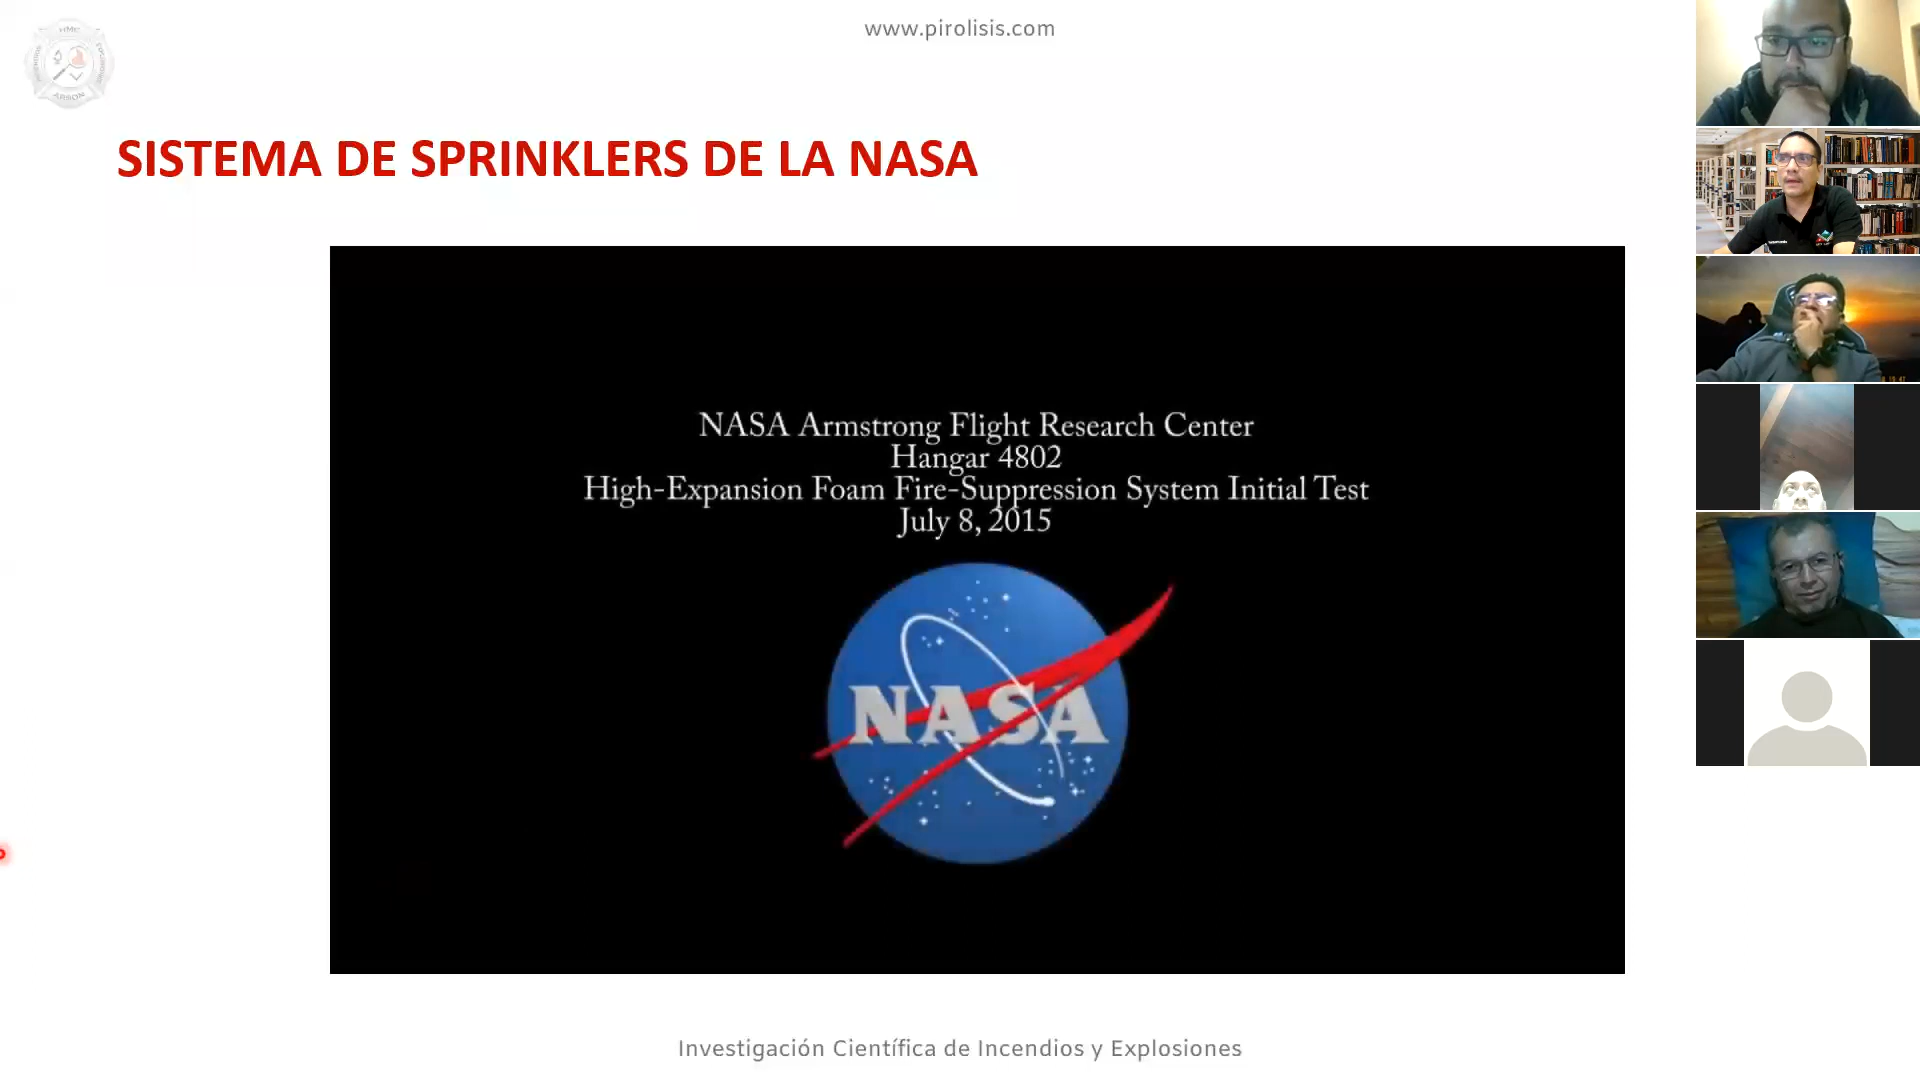 www.pirolisis.com
SISTEMA DE SPRINKLERS DE LA NASA
NASA Armstrong Flight Research Center
Hangar 4802
High-Expansion Foam Fire-Suppression System Initial Test
July 8, 2015
NASA
Investigación Científica de Incendios y Explosiones